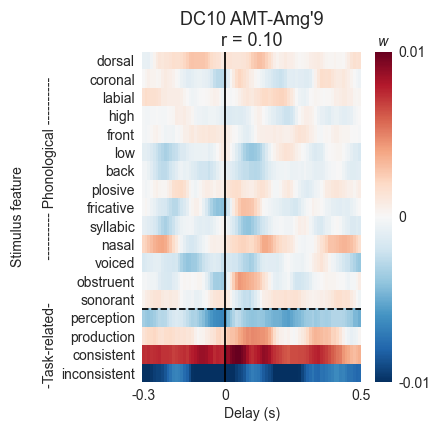 DC10 AMT-Amg'9
r = 0.10
w
dorsal
coronal
labial
high
front
low
back
plosive
fricative
syllabic
nasal
voiced
obstruent
sonorant
perception
production
consistent
inconsistent
Stimulus feature
-Task-related- ---------- Phonological ----------
0.01
0
-0.01
-0.3 0 0.5
Delay (s)